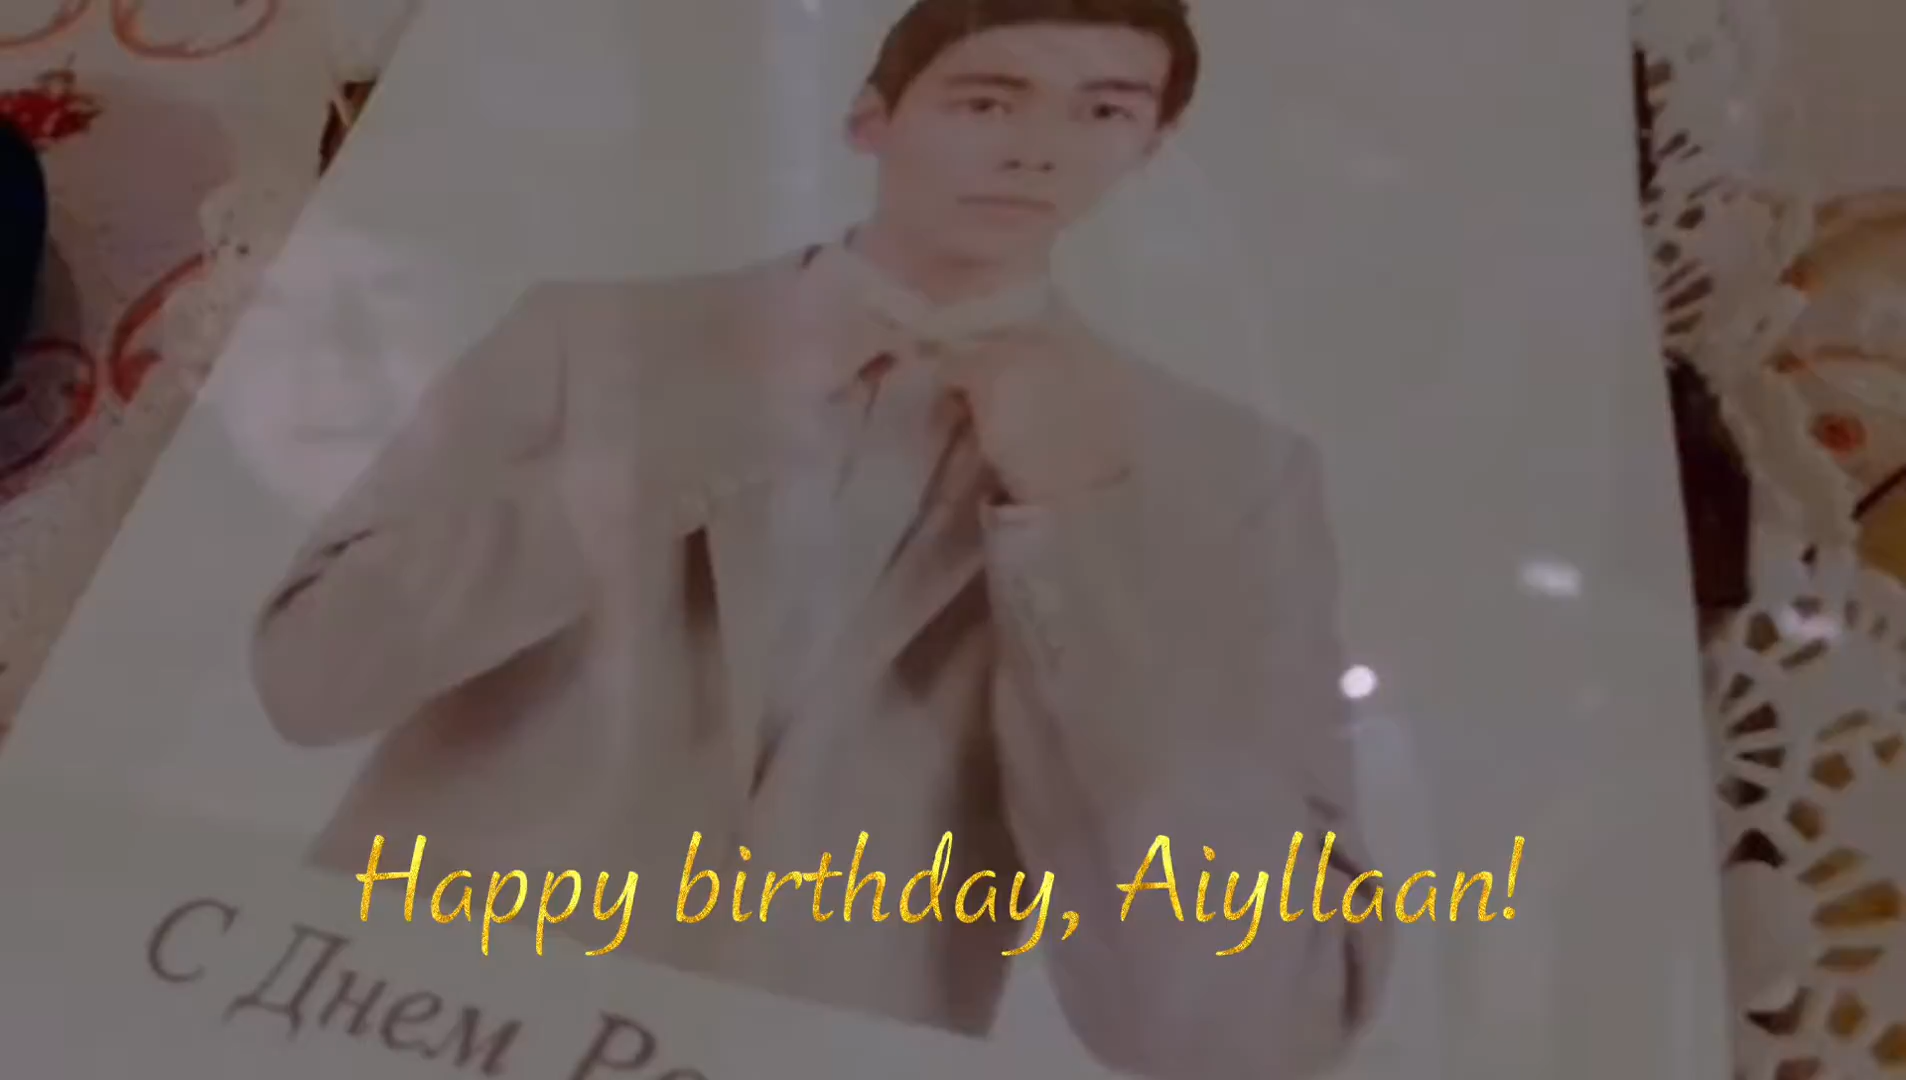 Happy birthday, Aiyllaan!
С Днем